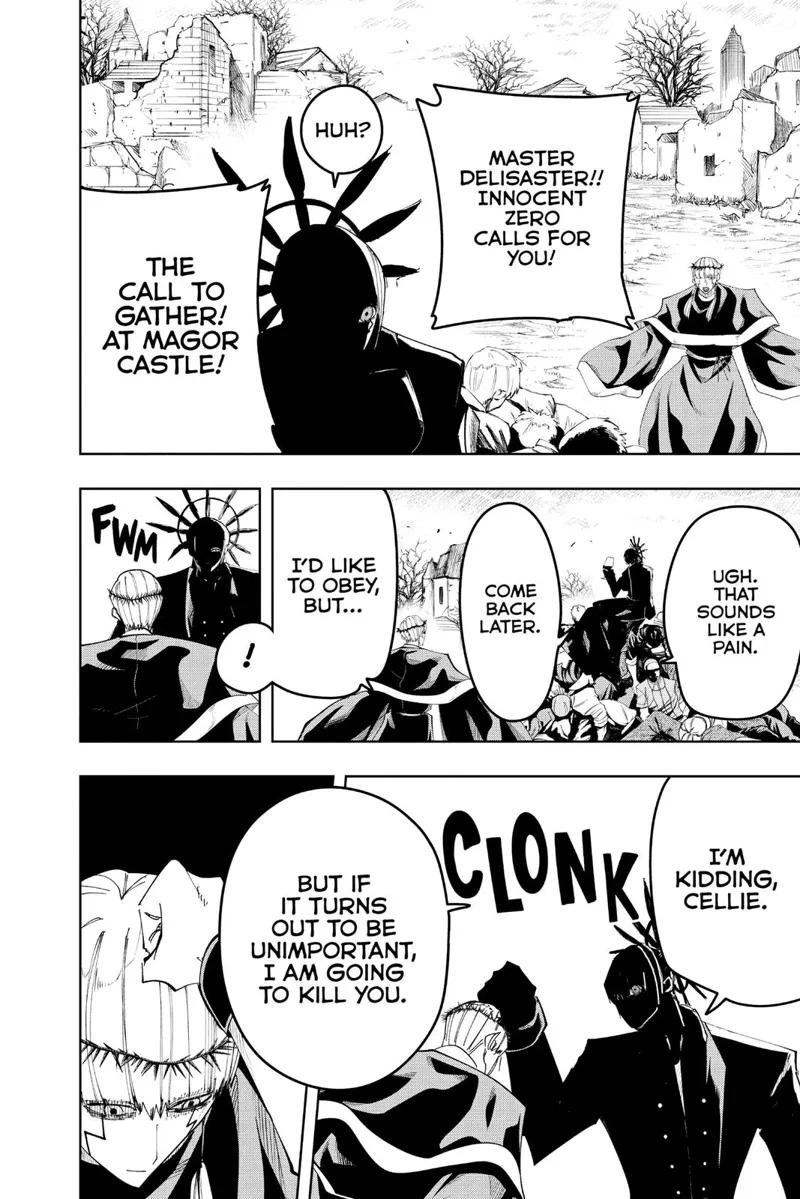 MASTER
DELISASTER!!
INNOCENT
ZERO
CALLS FOR
YOU!
HUH?
THE
CALL TO
GATHER!
AT MAGOR
CASTLE!
UGH.
THAT
SOUNDS
LIKE A
PAIN.
COME
BACK
LATER.
I'D LIKE
TO OBEY,
BUT...
FWM
!
I'M
KIDDING,
CELLIE.
CLONK
BUT IF
IT TURNS
OUT TO BE
UNIMPORTANT,
I AM GOING
TO KILL YOU.